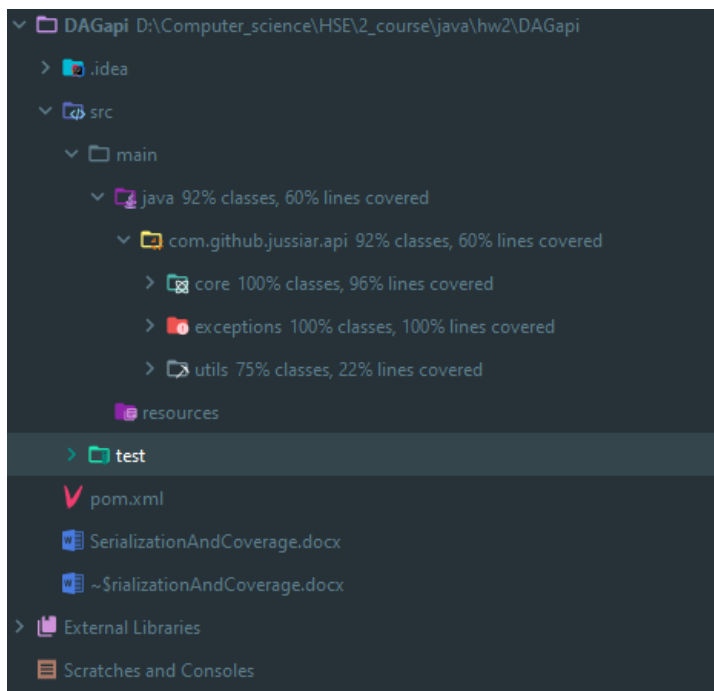 DAGapi D:\Computer_science\HSE\2_course\java\hw2\DAGapi
.idea
src
main
java 92% classes, 60% lines covered
com.github.jussiar.api 92% classes, 60% lines covered
core 100% classes, 96% lines covered
exceptions 100% classes, 100% lines covered
utils 75% classes, 22% lines covered
resources
test
pom.xml
SerializationAndCoverage.docx
~$rializationAndCoverage.docx
External Libraries
Scratches and Consoles